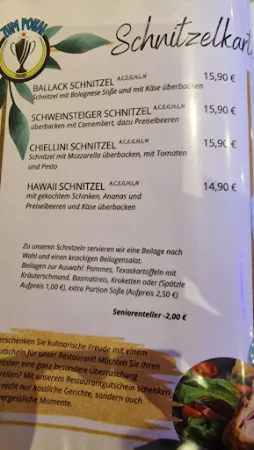 ZUM POKAL
Schnitzelkart
BALLACK SCHNITZEL A,C,E,G,H,L,N 15,90 €
Schnitzel mit Bolognese Soße und mit Käse überbacken
SCHWEINSTEIGER SCHNITZEL A,C,E,G,H,L,N 15,90 €
überbacken mit Camembert, dazu Preiselbeeren
CHIELLINI SCHNITZEL A,C,E,G,H,L,N 15,90 €
Schnitzel mit Mozzarella überbacken, mit Tomaten
und Pesto
HAWAII SCHNITZEL A,C,E,G,H,L,N 14,90 €
mit gekochtem Schinken, Ananas und
Preiselbeeren und Käse überbacken
Zu unseren Schnitzeln servieren wir eine Beilage nach
Wahl und einen knackigen Beilagensalat.
Beilagen zur Auswahl: Pommes, Texaskartoffeln mit
Kräuterschmand, Basmatireis, Kroketten oder (Spätzle
Aufpreis 1,00 €), extra Portion Soße (Aufpreis 2,50 €)
Seniorenteller -2,00 €
erschenken Sie kulinarische Freude mit einem
utschein für unser Restaurant! Möchten Sie Ihren
ebsten eine ganz besondere Überraschung
reiten? Mit unserem Restaurantgutschein schenken
nicht nur köstliche Gerichte, sondern auch
vergessliche Momente.